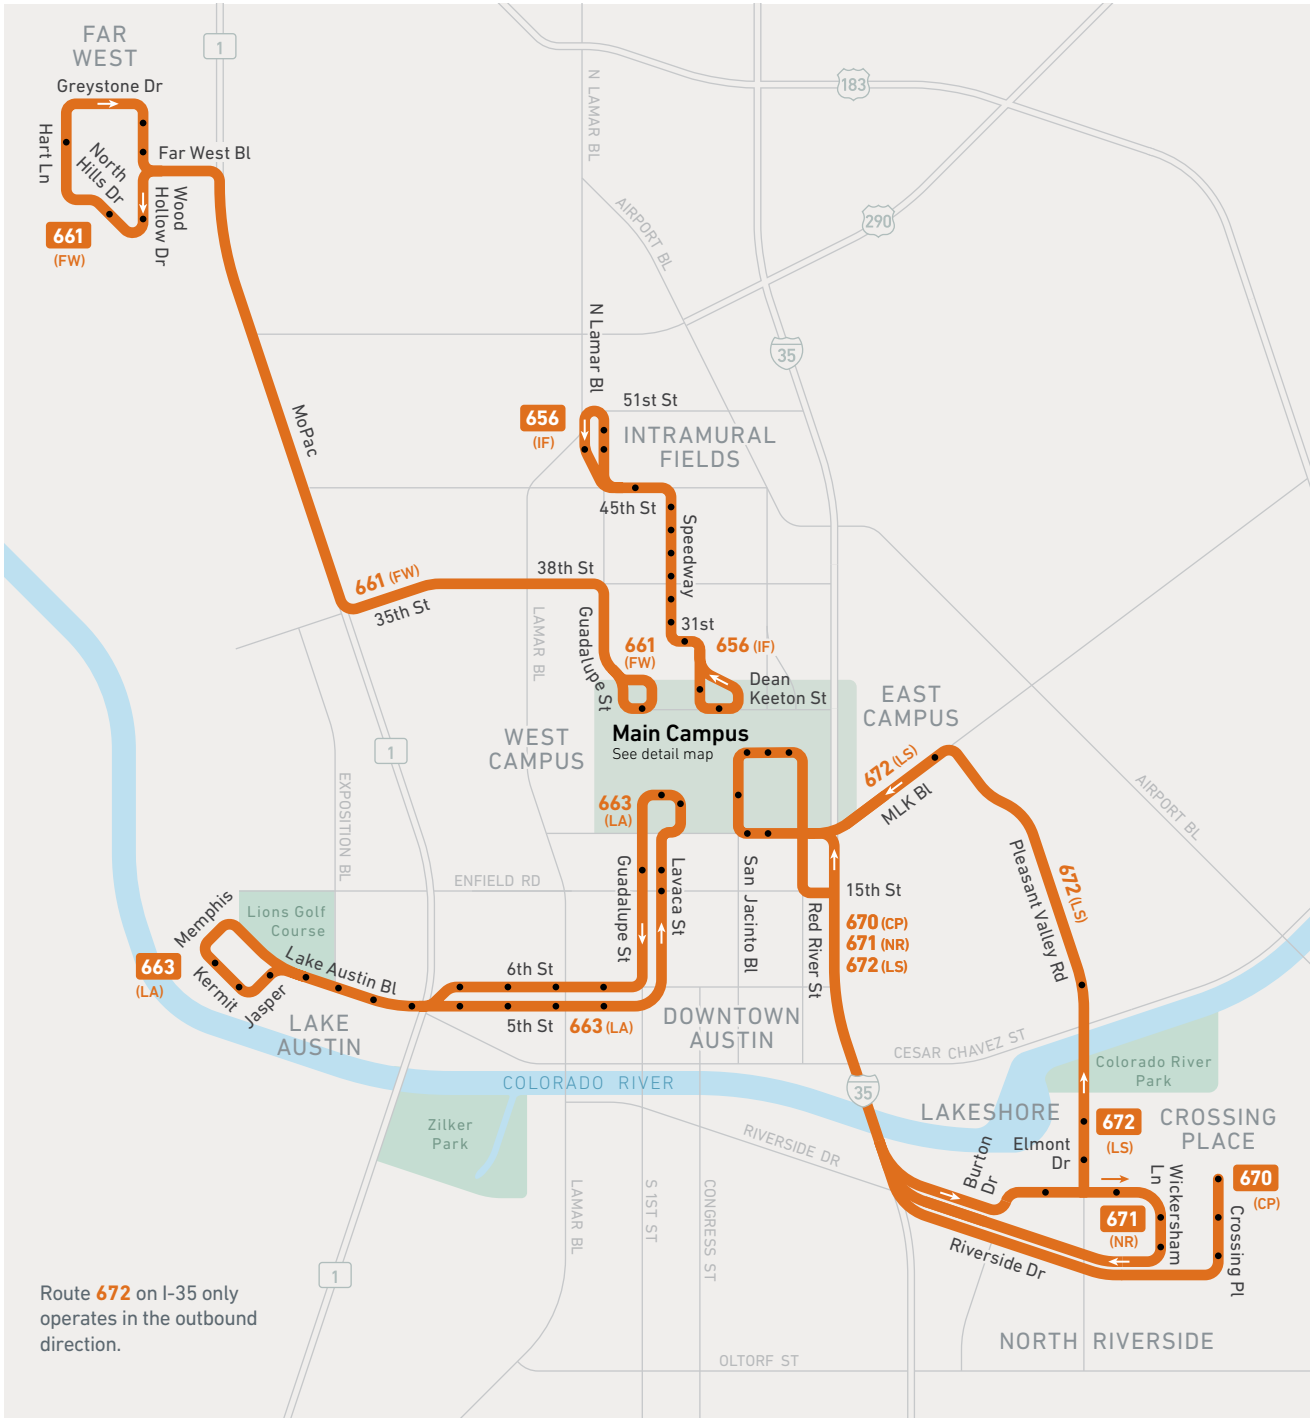 FAR
WEST
Greystone Dr
1
N LAMAR BL
183
Hart Ln
North
Hills Dr
Far West Bl
Wood
Hollow Dr
661
(FW)
AIRPORT BL
290
N Lamar Bl
35
51st St
656
(IF)
INTRAMURAL
FIELDS
MoPac
45th St
Speedway
38th St
661 (FW)
35th St
LAMAR BL
Guadalupe St
31st
661
(FW)
656 (IF)
Dean
Keeton St
EAST
CAMPUS
Main Campus
See detail map
WEST
CAMPUS
1
672 (LS)
MLK Bl
EXPOSITION BL
663
(LA)
AIRPORT BL
Guadalupe St
Lavaca St
San Jacinto Bl
Red River St
Pleasant Valley Rd
672 (LS)
ENFIELD RD
15th St
Lions Golf
Course
Memphis
670 (CP)
671 (NR)
672 (LS)
663
(LA)
Kermit
Jasper
Lake Austin Bl
6th St
5th St
663 (LA)
LAKE
AUSTIN
DOWNTOWN
AUSTIN
CESAR CHAVEZ ST
Colorado River
Park
COLORADO RIVER
35
LAKESHORE
CROSSING
PLACE
Zilker
Park
RIVERSIDE DR
Burton
Dr
Elmont
Dr
672
(LS)
Wickersham
Ln
670
(CP)
LAMAR BL
S 1ST ST
CONGRESS ST
671
(NR)
Crossing Pl
Riverside Dr
1
Route 672 on I-35 only
operates in the outbound
direction.
NORTH RIVERSIDE
OLTORF ST